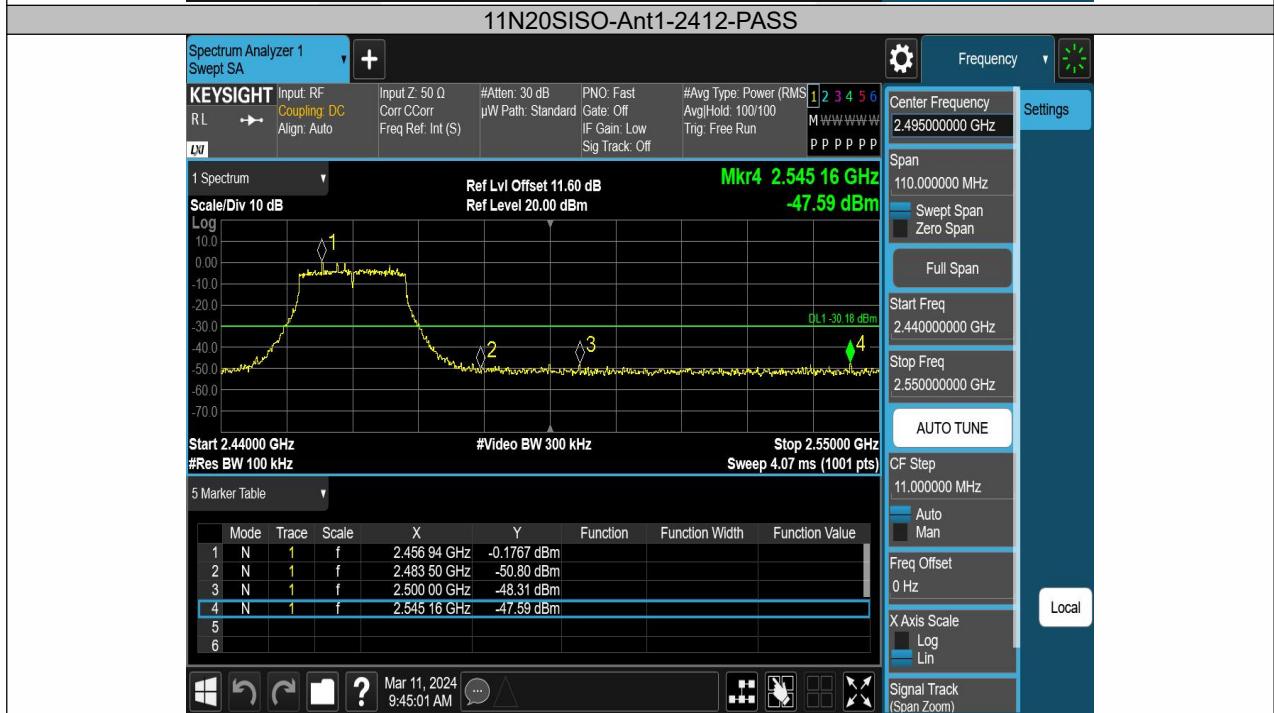 11N20SISO-Ant1-2412-PASS
Spectrum Analyzer 1
Swept SA
+
Frequency
KEYSIGHT
RL
LXI
Input: RF
Coupling: DC
Align: Auto
Input Z: 50 Ω
Corr CCorr
Freq Ref: Int (S)
#Atten: 30 dB
µW Path: Standard
PNO: Fast
Gate: Off
IF Gain: Low
Sig Track: Off
#Avg Type: Power (RMS
Avg|Hold: 100/100
Trig: Free Run
1 2 3 4 5 6
M W W W W W
P P P P P P
1 Spectrum
Scale/Div 10 dB
Ref Lvl Offset 11.60 dB
Ref Level 20.00 dBm
Mkr4 2.545 16 GHz
-47.59 dBm
Log
10.0
0.00
-10.0
-20.0
-30.0
-40.0
-50.0
-60.0
-70.0
1
2
3
4
DL1 -30.18 dBm
Start 2.44000 GHz
#Video BW 300 kHz
Stop 2.55000 GHz
#Res BW 100 kHz
Sweep 4.07 ms (1001 pts)
5 Marker Table
Mode Trace Scale X Y Function Function Width Function Value
1 N 1 f 2.456 94 GHz -0.1767 dBm
2 N 1 f 2.483 50 GHz -50.80 dBm
3 N 1 f 2.500 00 GHz -48.31 dBm
4 N 1 f 2.545 16 GHz -47.59 dBm
5
6
Center Frequency
2.495000000 GHz
Span
110.000000 MHz
Swept Span
Zero Span
Full Span
Start Freq
2.440000000 GHz
Stop Freq
2.550000000 GHz
AUTO TUNE
CF Step
11.000000 MHz
Auto
Man
Freq Offset
0 Hz
X Axis Scale
Log
Lin
Signal Track
(Span Zoom)
Settings
Local
?
Mar 11, 2024
9:45:01 AM